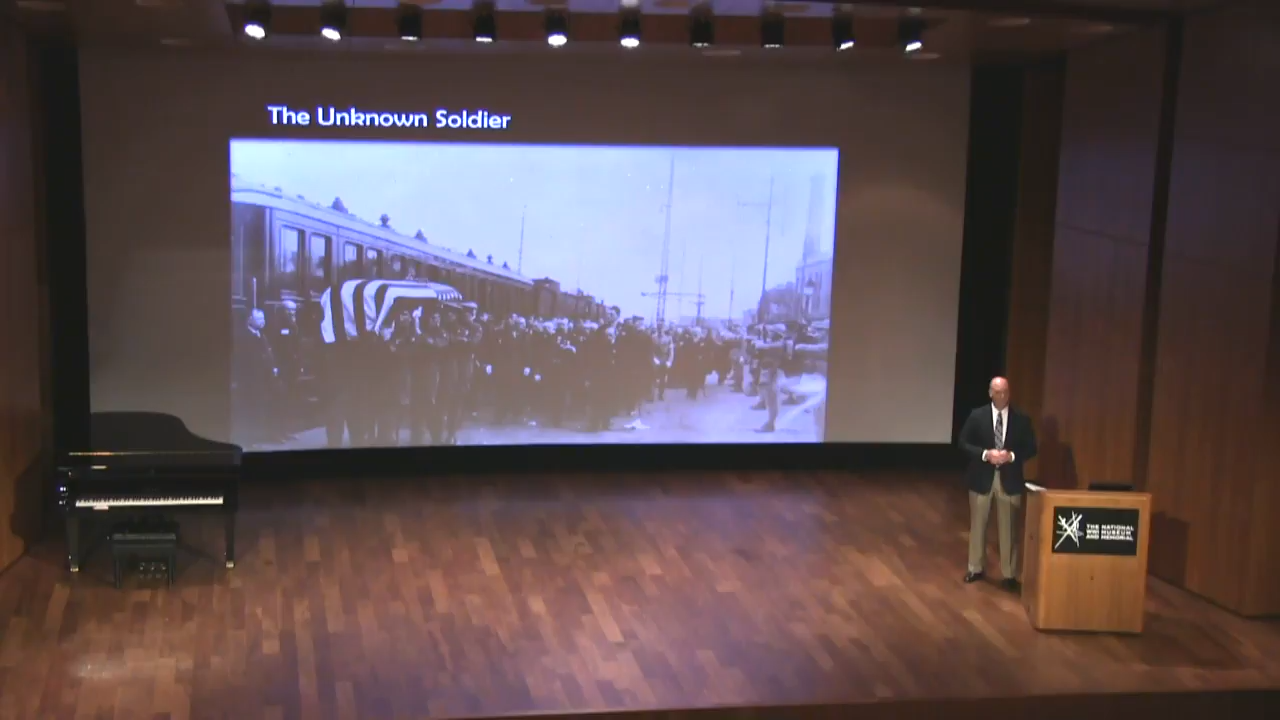 The Unknown Soldier
THE NATIONAL
WWI MUSEUM
AND MEMORIAL